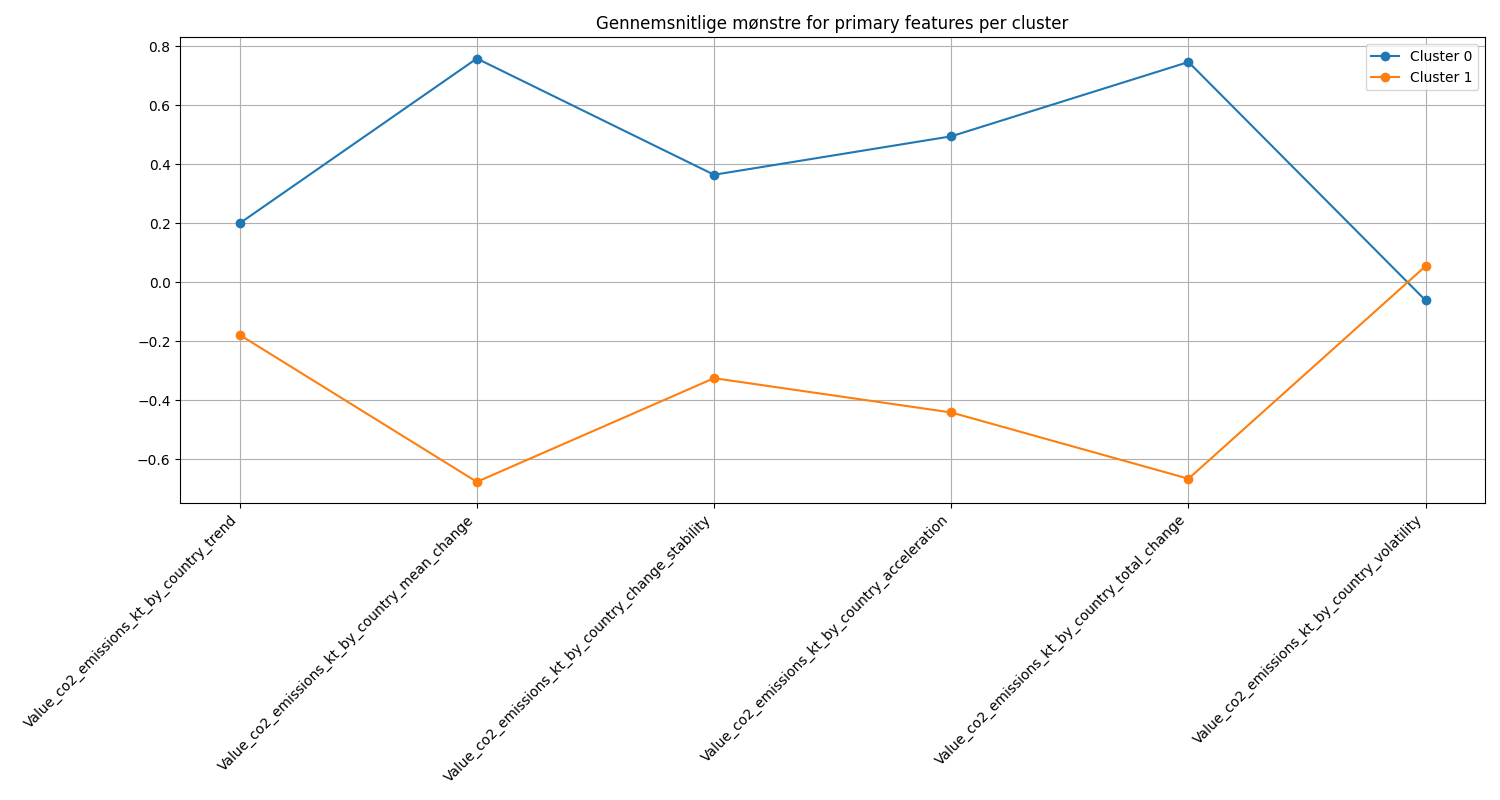 Gennemsnitlige mønstre for primary features per cluster
Cluster 0
Cluster 1
0.8
0.6
0.4
0.2
0.0
−0.2
−0.4
−0.6
Value_co2_emissions_kt_by_country_trend
Value_co2_emissions_kt_by_country_mean_change
Value_co2_emissions_kt_by_country_change_stability
Value_co2_emissions_kt_by_country_acceleration
Value_co2_emissions_kt_by_country_total_change
Value_co2_emissions_kt_by_country_volatility